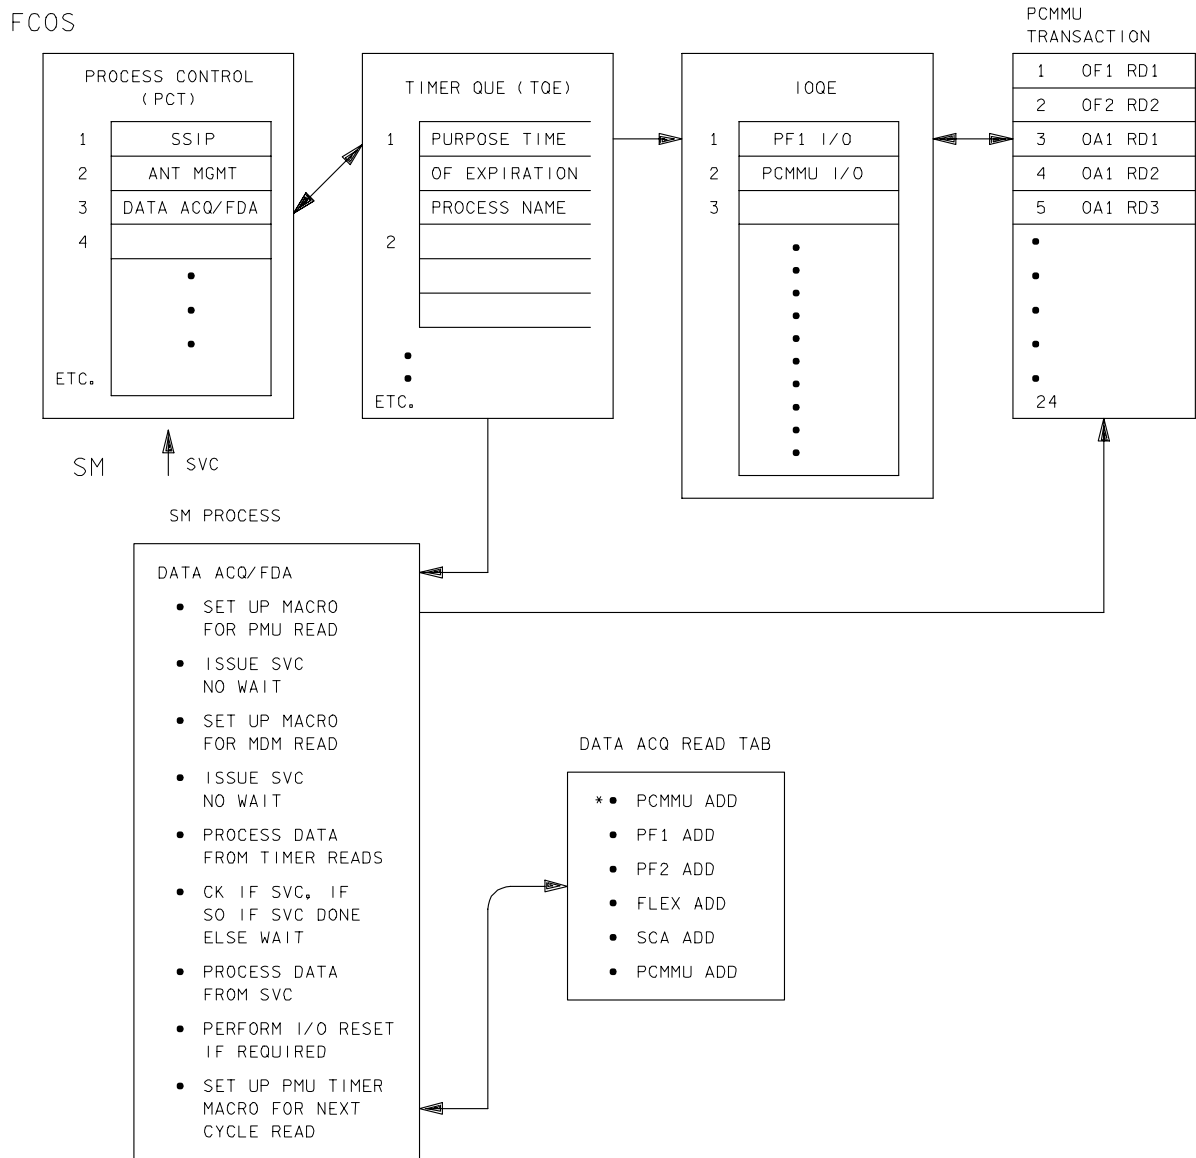 FCOS
PROCESS CONTROL
(PCT)
1 SSIP
2 ANT MGMT
3 DATA ACQ/FDA
4
ETC.
TIMER QUE (TQE)
1 PURPOSE TIME
OF EXPIRATION
PROCESS NAME
2
ETC.
IOQE
1 PF1 I/O
2 PCMMU I/O
3
PCMMU
TRANSACTION
1 OF1 RD1
2 OF2 RD2
3 OA1 RD1
4 OA1 RD2
5 OA1 RD3
24
SM
SVC
SM PROCESS
DATA ACQ/FDA
• SET UP MACRO
FOR PMU READ
• ISSUE SVC
NO WAIT
• SET UP MACRO
FOR MDM READ
• ISSUE SVC
NO WAIT
• PROCESS DATA
FROM TIMER READS
• CK IF SVC, IF
SO IF SVC DONE
ELSE WAIT
• PROCESS DATA
FROM SVC
• PERFORM I/O RESET
IF REQUIRED
• SET UP PMU TIMER
MACRO FOR NEXT
CYCLE READ
DATA ACQ READ TAB
*• PCMMU ADD
• PF1 ADD
• PF2 ADD
• FLEX ADD
• SCA ADD
• PCMMU ADD